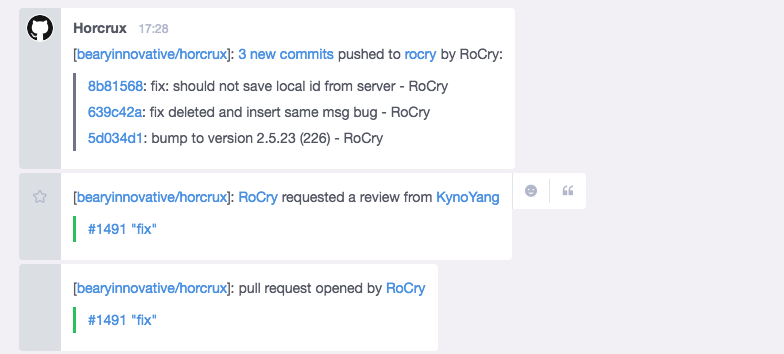 Horcrux 17:28
[bearyinnovative/horcrux]: 3 new commits pushed to rocry by RoCry:
8b81568: fix: should not save local id from server - RoCry
639c42a: fix deleted and insert same msg bug - RoCry
5d034d1: bump to version 2.5.23 (226) - RoCry
[bearyinnovative/horcrux]: RoCry requested a review from KynoYang
#1491 "fix"
[bearyinnovative/horcrux]: pull request opened by RoCry
#1491 "fix"